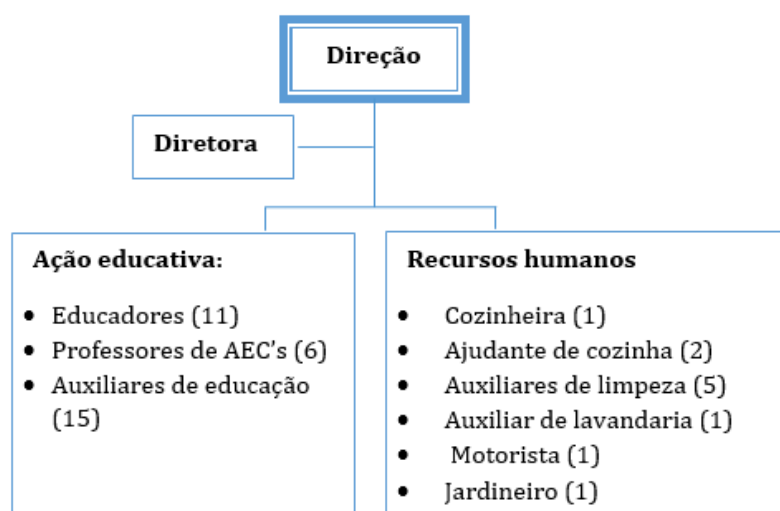 Direção
Diretora
Ação educativa:
• Educadores (11)
• Professores de AEC's (6)
• Auxiliares de educação
(15)
Recursos humanos
• Cozinheira (1)
• Ajudante de cozinha (2)
• Auxiliares de limpeza (5)
• Auxiliar de lavandaria (1)
• Motorista (1)
• Jardineiro (1)